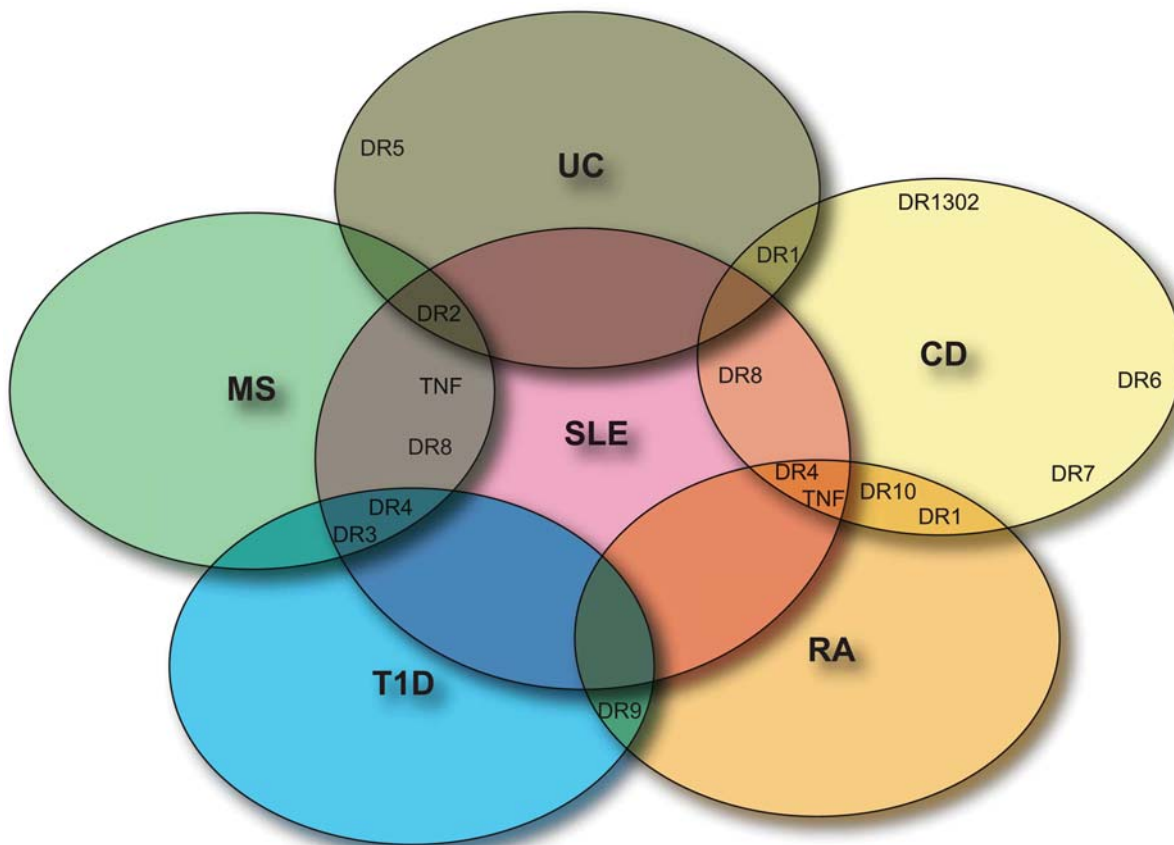 DR5
UC
DR1302
DR1
DR2
CD
DR8
TNF
DR6
MS
SLE
DR8
DR4
DR7
TNF
DR10
DR4
DR1
DR3
RA
T1D
DR9